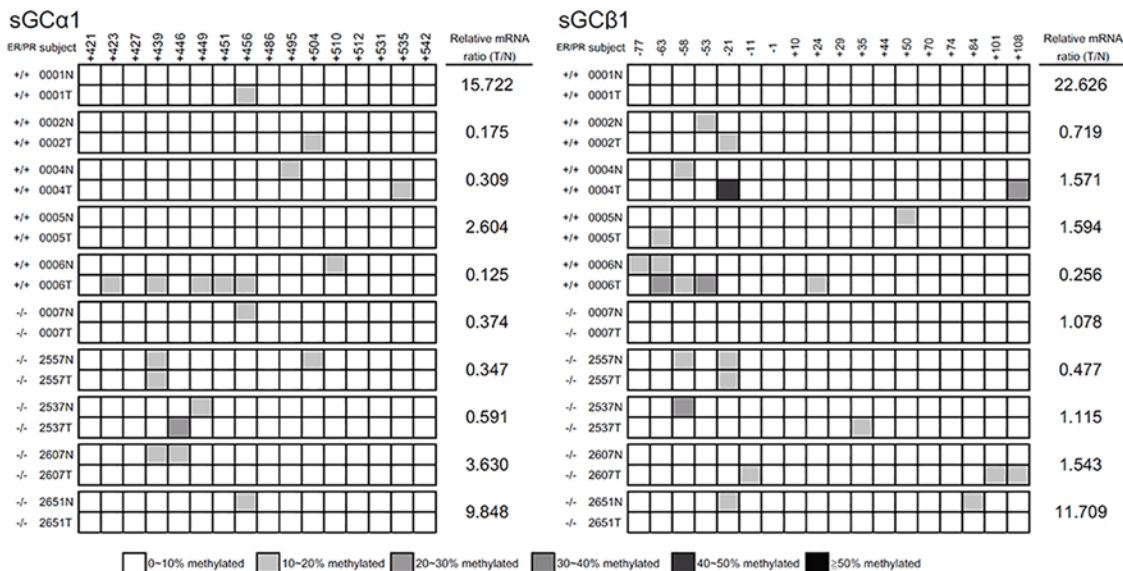 sGCα1
ER/PR subject +421 +423 +427 +439 +446 +449 +451 +456 +486 +495 +504 +510 +512 +531 +535 +542 Relative mRNA ratio (T/N)
+/+ 0001N
+/+ 0001T
15.722
+/+ 0002N
+/+ 0002T
0.175
+/+ 0004N
+/+ 0004T
0.309
+/+ 0005N
+/+ 0005T
2.604
+/+ 0006N
+/+ 0006T
0.125
-/- 0007N
-/- 0007T
0.374
-/- 2557N
-/- 2557T
0.347
-/- 2537N
-/- 2537T
0.591
-/- 2607N
-/- 2607T
3.630
-/- 2651N
-/- 2651T
9.848
sGCβ1
ER/PR subject -77 -63 -58 -53 -21 -11 -1 +10 +24 +29 +35 +44 +50 +70 +74 +84 +101 +108 Relative mRNA ratio (T/N)
+/+ 0001N
+/+ 0001T
22.626
+/+ 0002N
+/+ 0002T
0.719
+/+ 0004N
+/+ 0004T
1.571
+/+ 0005N
+/+ 0005T
1.594
+/+ 0006N
+/+ 0006T
0.256
-/- 0007N
-/- 0007T
1.078
-/- 2557N
-/- 2557T
0.477
-/- 2537N
-/- 2537T
1.115
-/- 2607N
-/- 2607T
1.543
-/- 2651N
-/- 2651T
11.709
0~10% methylated 10~20% methylated 20~30% methylated 30~40% methylated 40~50% methylated ≥50% methylated